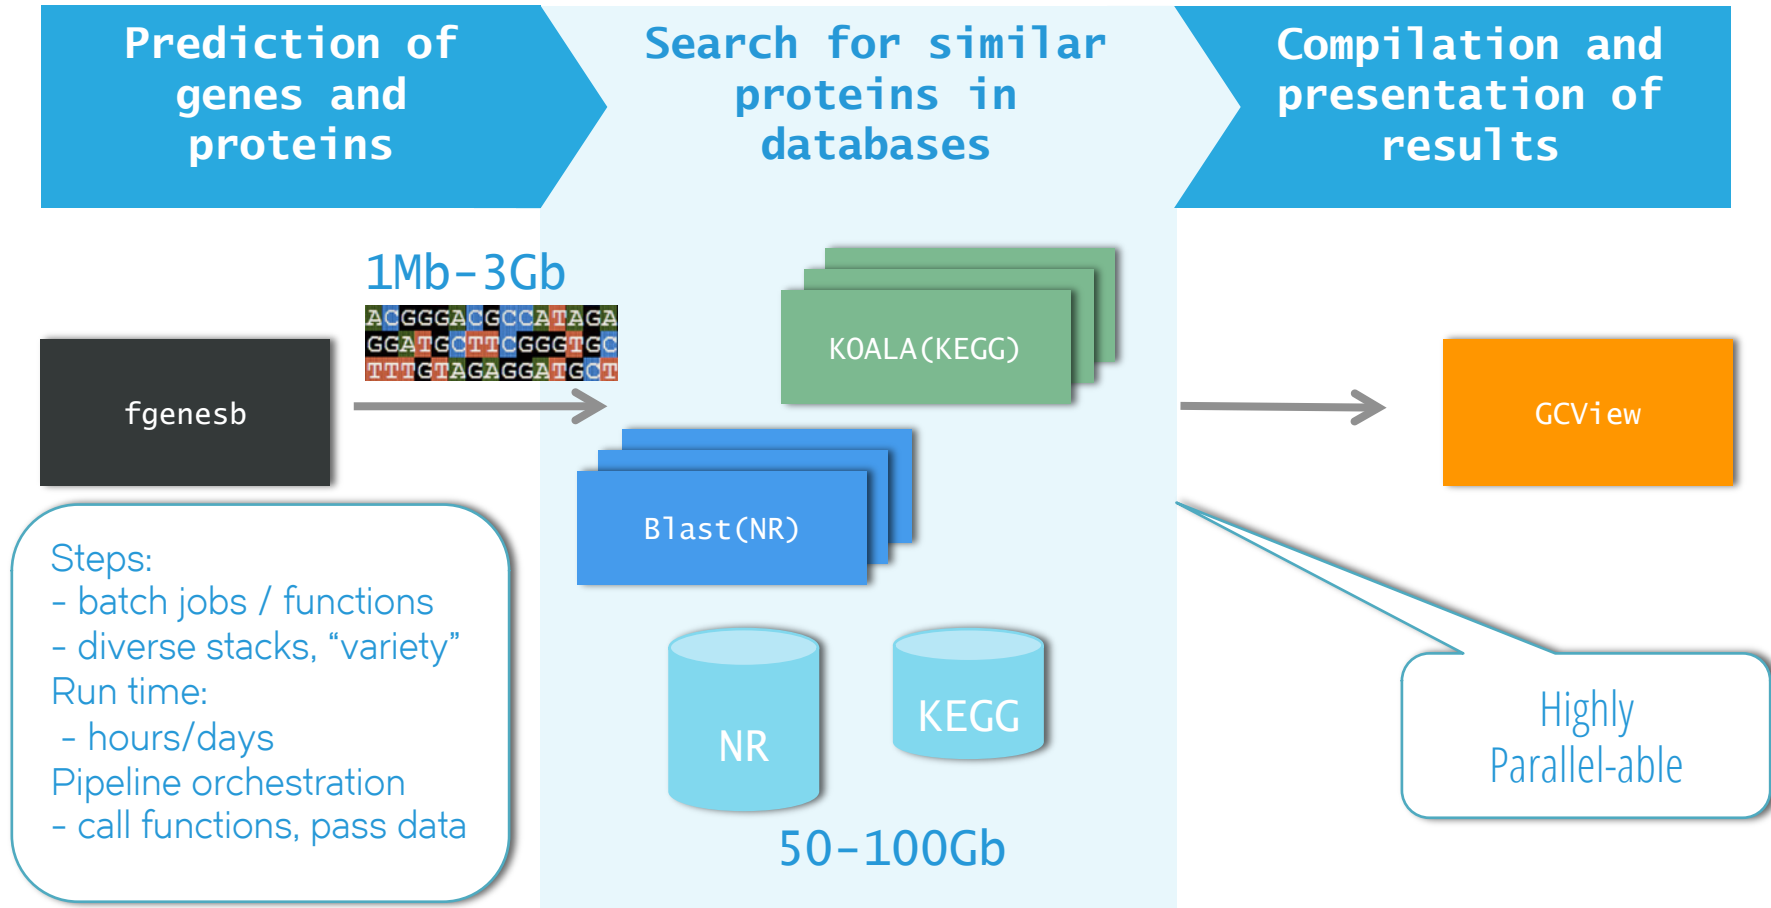 Prediction of
genes and
proteins
Search for similar
proteins in
databases
Compilation and
presentation of
results
1Mb-3Gb
ACGGGACGCCATAGA
GGATGCTTCGGGTGC
TTTGTAGAGGATGCT
fgenesb
KOALA(KEGG)
Blast(NR)
GCView
Steps:
- batch jobs / functions
- diverse stacks, “variety”
Run time:
- hours/days
Pipeline orchestration
- call functions, pass data
NR
KEGG
50-100Gb
Highly
Parallel-able